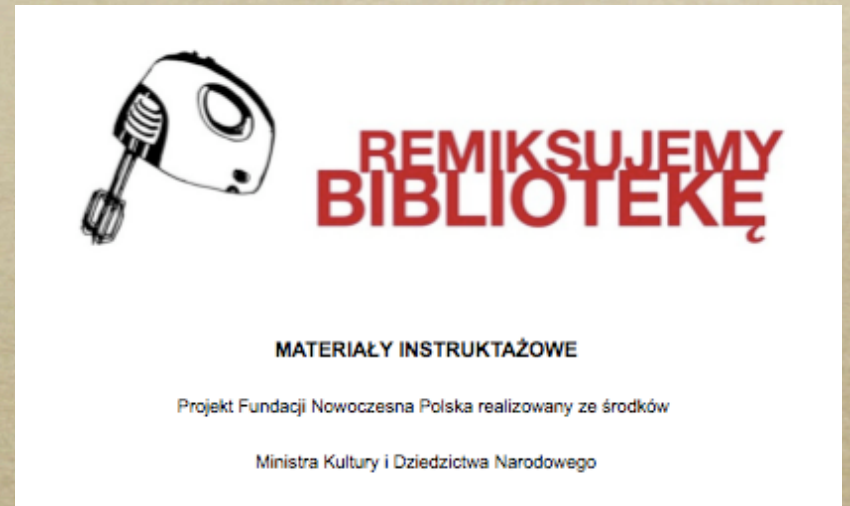 REMIKSUJEMY
BIBLIOTEKĘ
MATERIAŁY INSTRUKTAŻOWE
Projekt Fundacji Nowoczesna Polska realizowany ze środków
Ministra Kultury i Dziedzictwa Narodowego